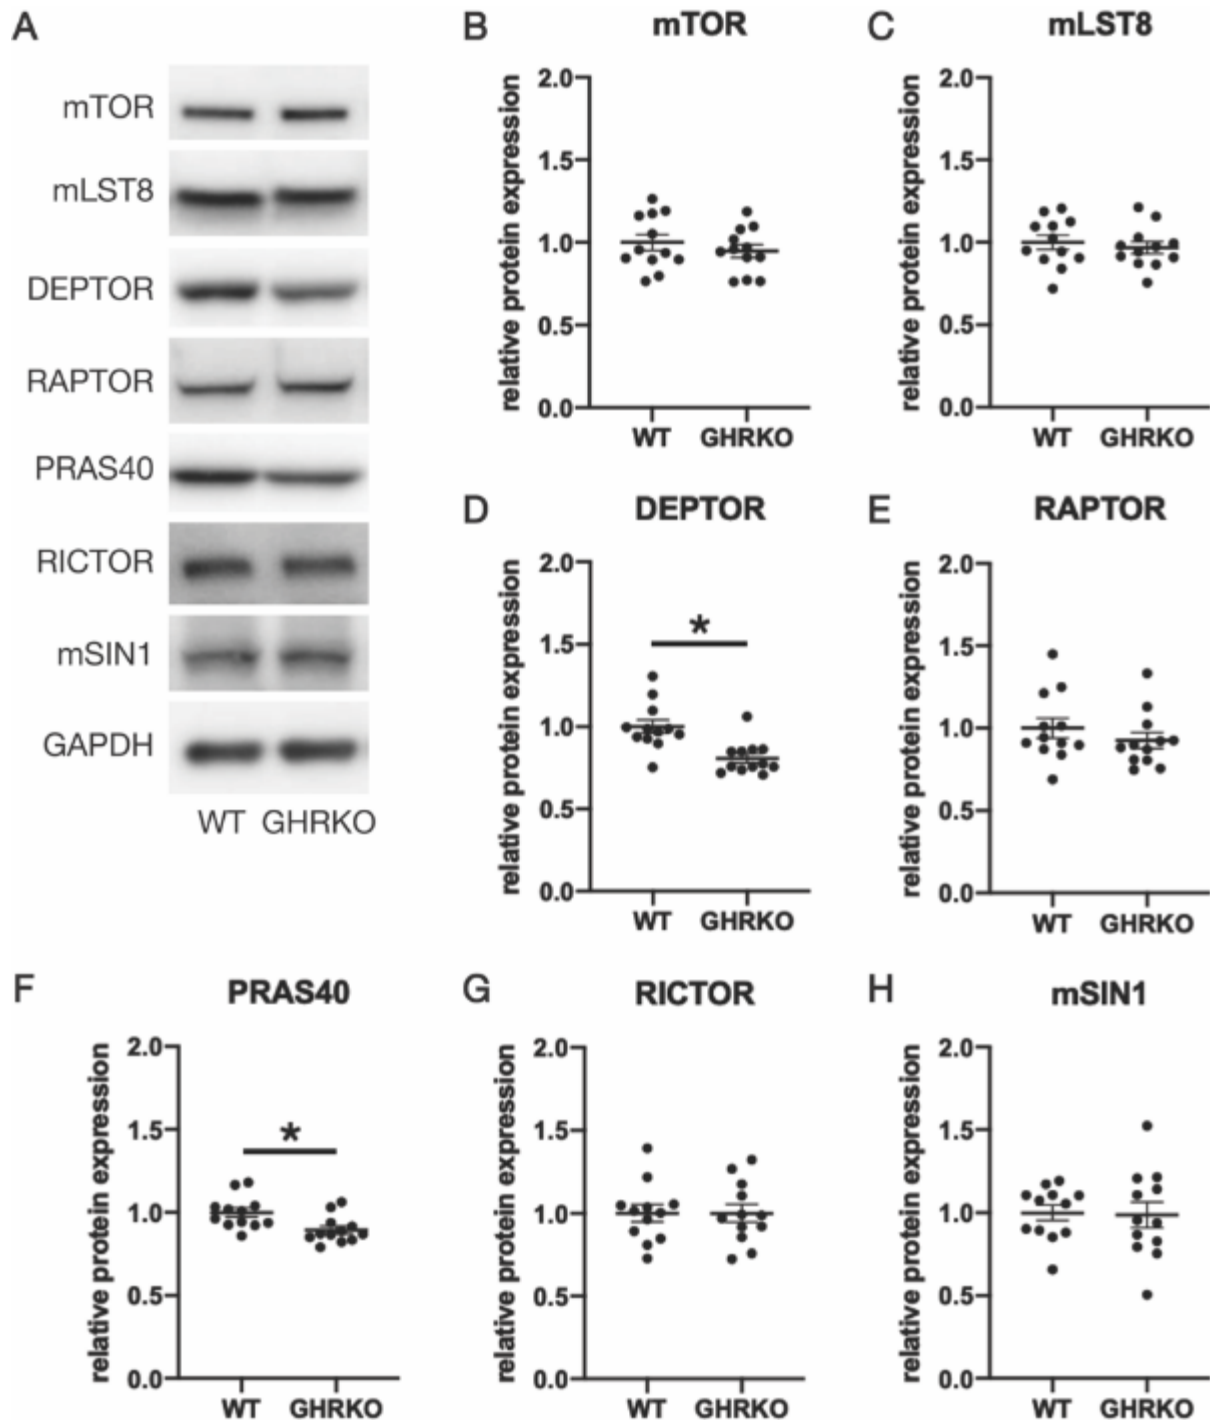 A
mTOR
mLST8
DEPTOR
RAPTOR
PRAS40
RICTOR
mSIN1
GAPDH
WT GHRKO
B
mTOR
relative protein expression
2.0
1.5
1.0
0.5
0.0
WT GHRKO
C
mLST8
relative protein expression
2.0
1.5
1.0
0.5
0.0
WT GHRKO
D
DEPTOR
relative protein expression
2.0
1.5
1.0
0.5
0.0
*
WT GHRKO
E
RAPTOR
relative protein expression
2.0
1.5
1.0
0.5
0.0
WT GHRKO
F
PRAS40
relative protein expression
2.0
1.5
1.0
0.5
0.0
*
WT GHRKO
G
RICTOR
relative protein expression
2.0
1.5
1.0
0.5
0.0
WT GHRKO
H
mSIN1
relative protein expression
2.0
1.5
1.0
0.5
0.0
WT GHRKO